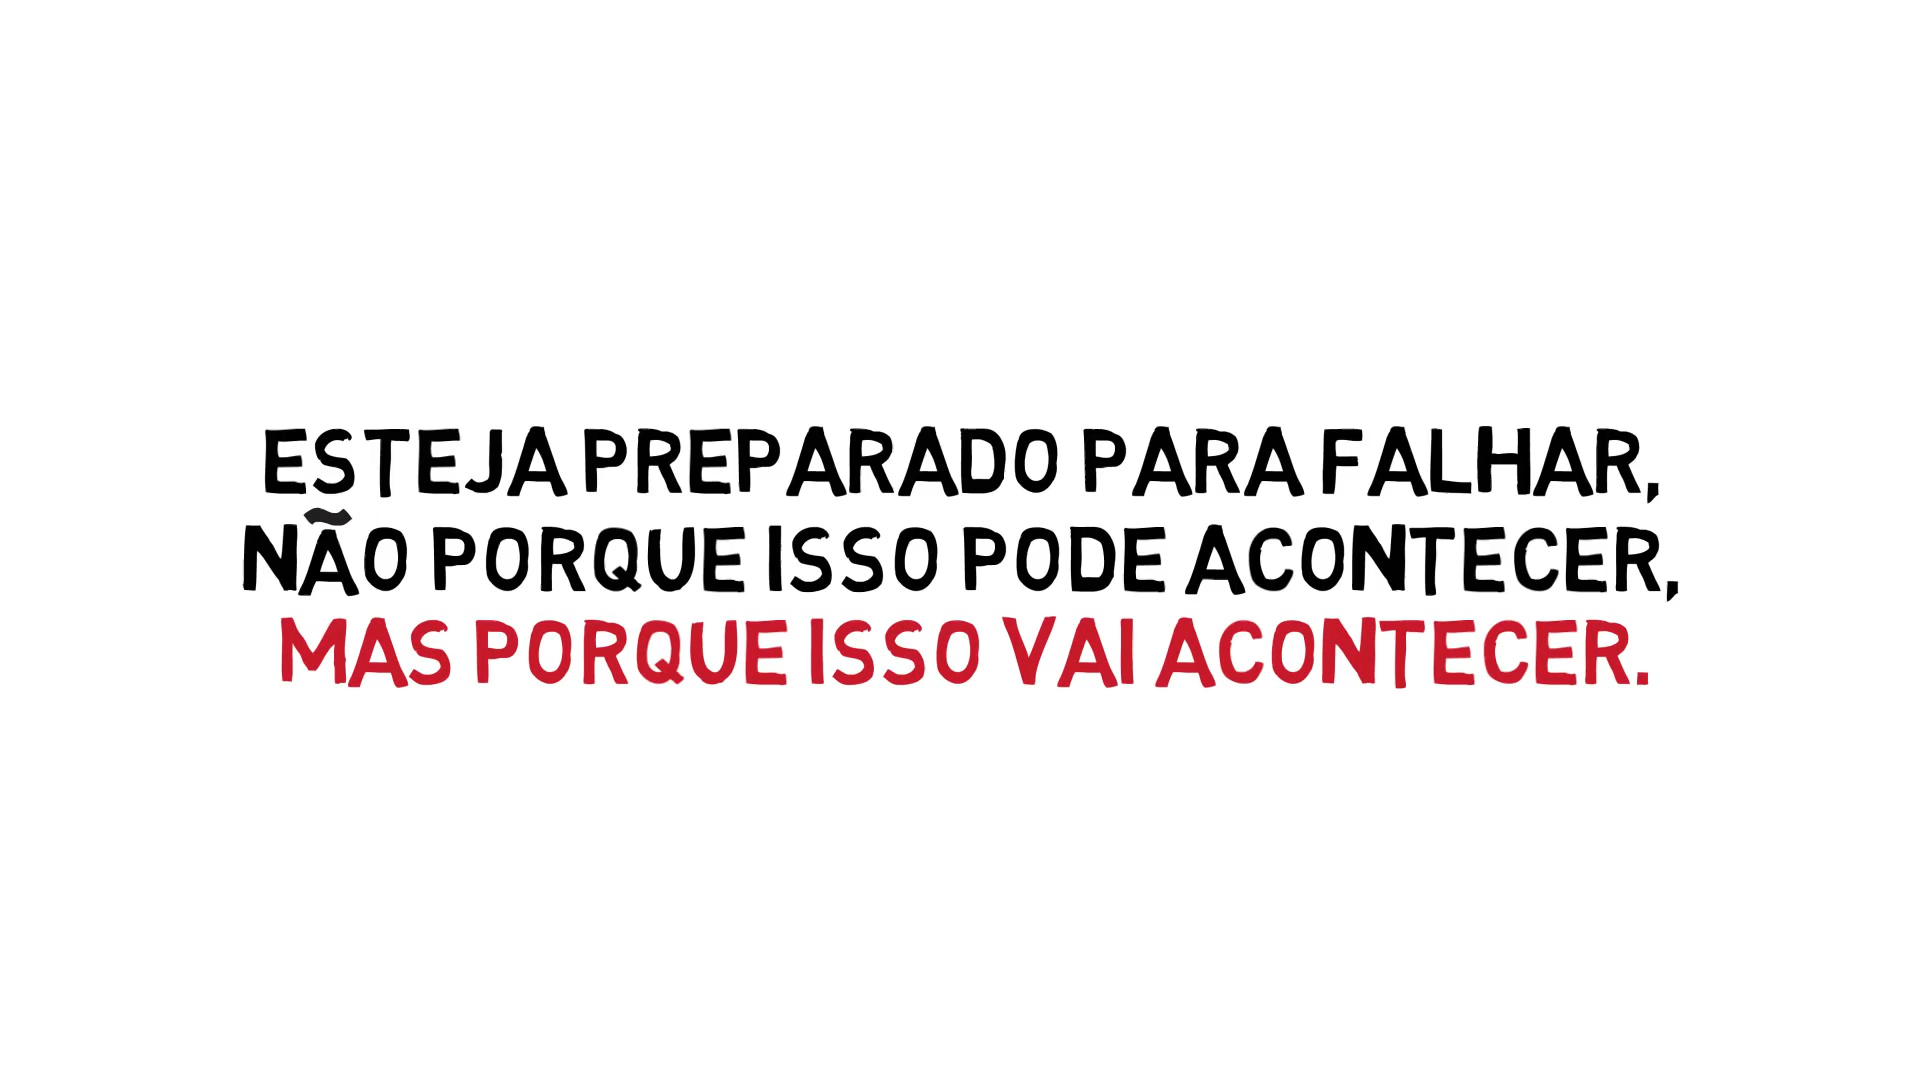 ESTEJA PREPARADO PARA FALHAR,
NÃO PORQUE ISSO PODE ACONTECER,
MAS PORQUE ISSO VAI ACONTECER.